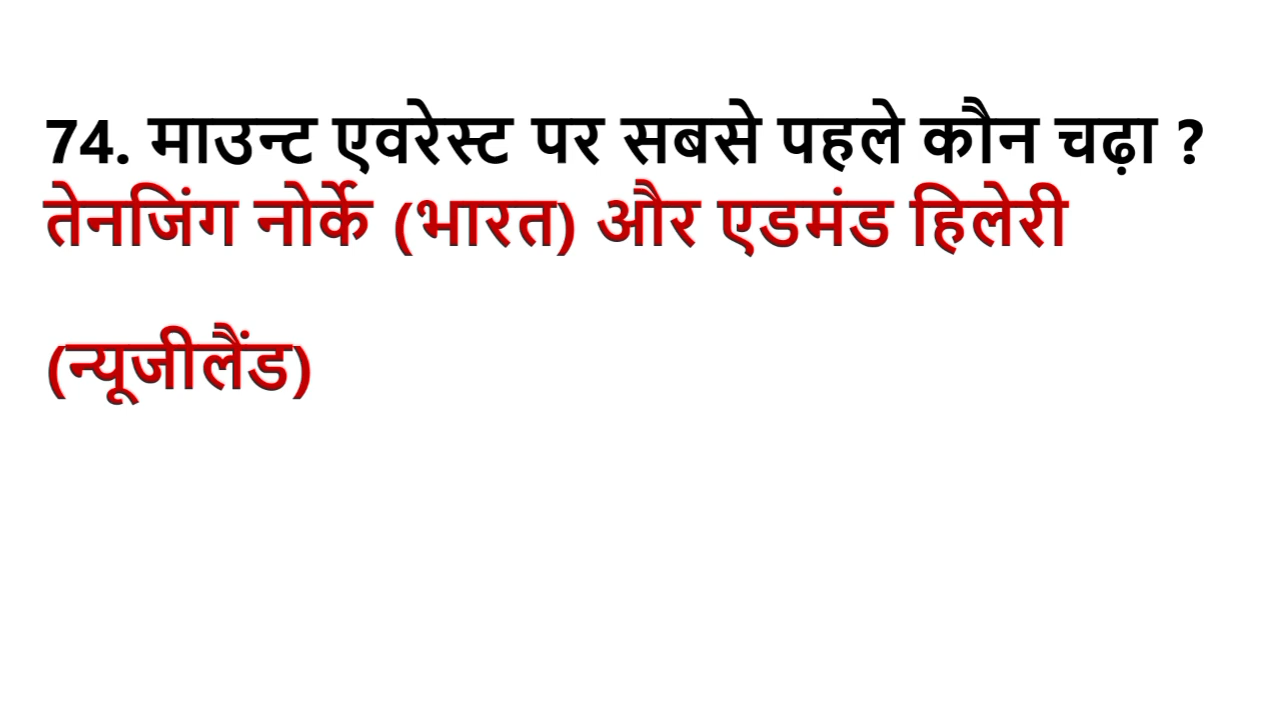 74. माउन्ट एवरेस्ट पर सबसे पहले कौन चढ़ा ?
तेनजिंग नोर्के (भारत) और एडमंड हिलेरी
(न्यूजीलैंड)